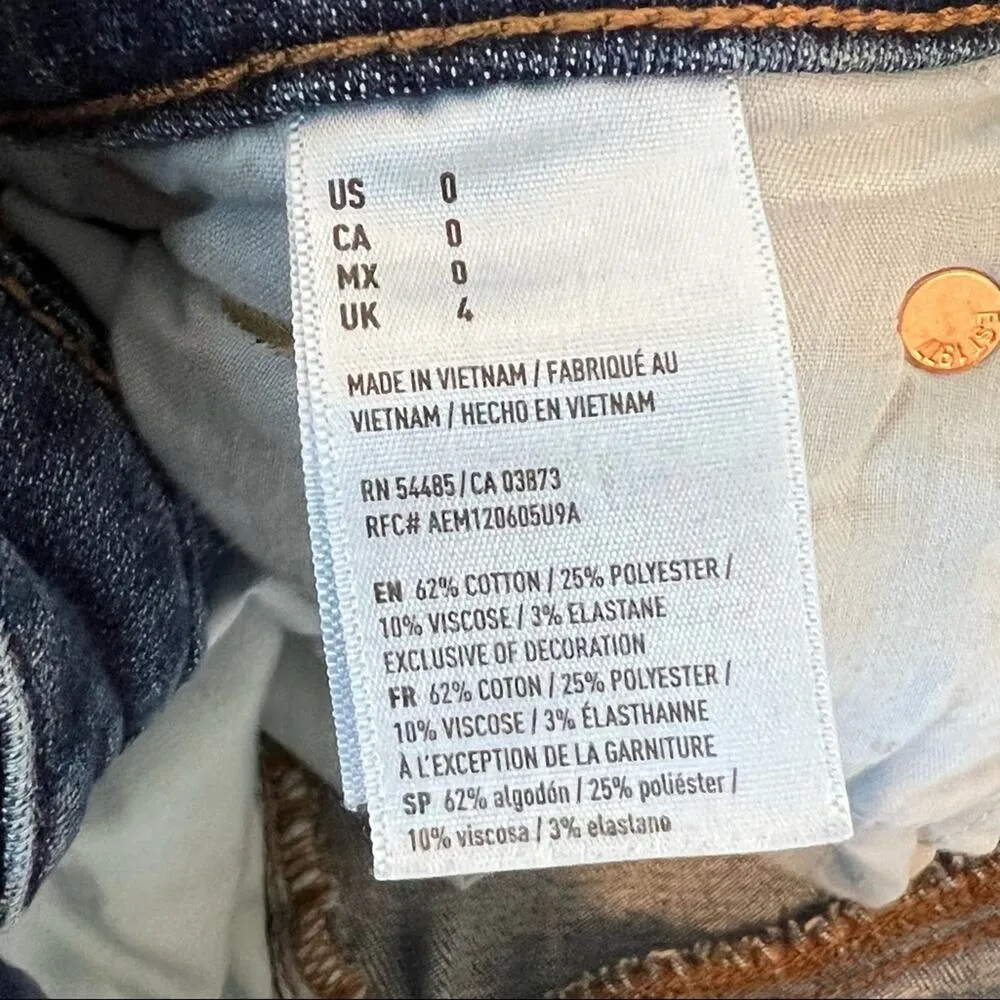 US 0
CA 0
MX 0
UK 4
MADE IN VIETNAM / FABRIQUÉ AU
VIETNAM / HECHO EN VIETNAM
RN 54485/CA 03873
RFC# AEM120605U9A
EN 62% COTTON / 25% POLYESTER /
10% VISCOSE / 3% ELASTANE
EXCLUSIVE OF DECORATION
FR 62% COTON / 25% POLYESTER /
10% VISCOSE / 3% ÉLASTHANNE
À L'EXCEPTION DE LA GARNITURE
SP 62% algodón / 25% poliéster /
10% viscosa / 3% elastano
EST 1977